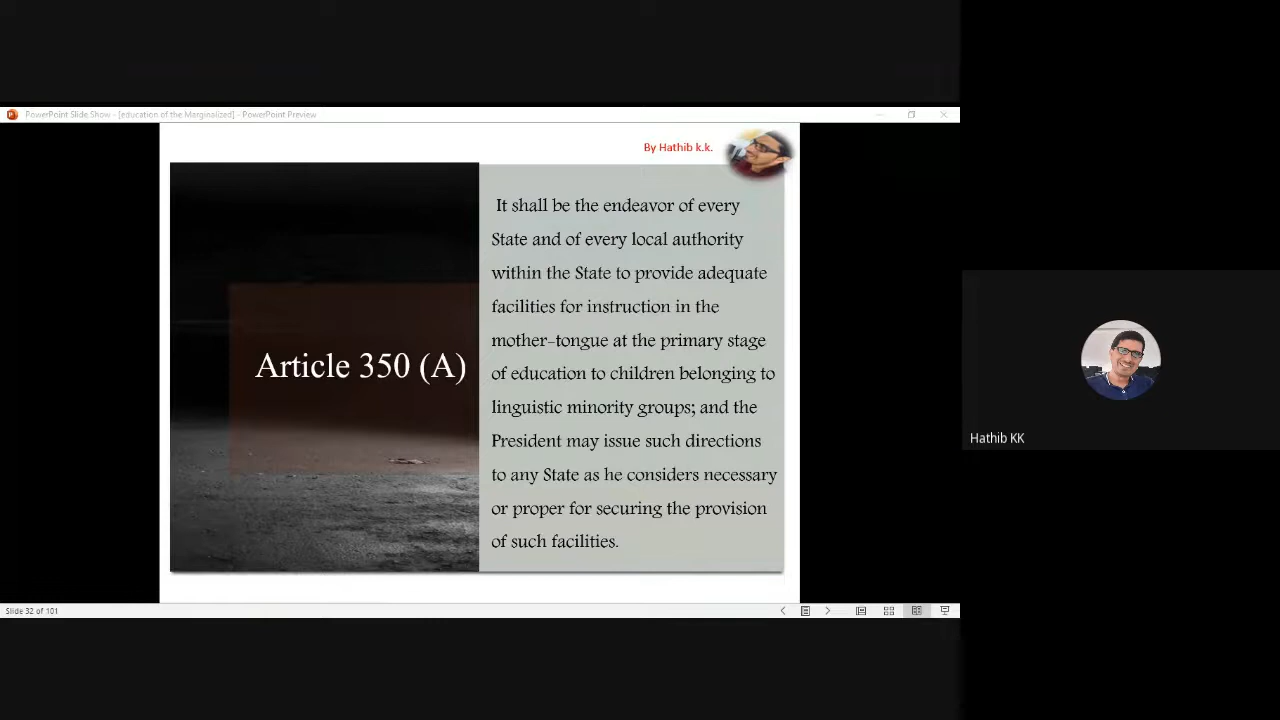 PowerPoint Slide Show - [education of the Marginalized] - PowerPoint Preview
By Hathib k.k.
Article 350 (A)
It shall be the endeavor of every
State and of every local authority
within the State to provide adequate
facilities for instruction in the
mother-tongue at the primary stage
of education to children belonging to
linguistic minority groups; and the
President may issue such directions
to any State as he considers necessary
or proper for securing the provision
of such facilities.
Hathib KK
Slide 32 of 101